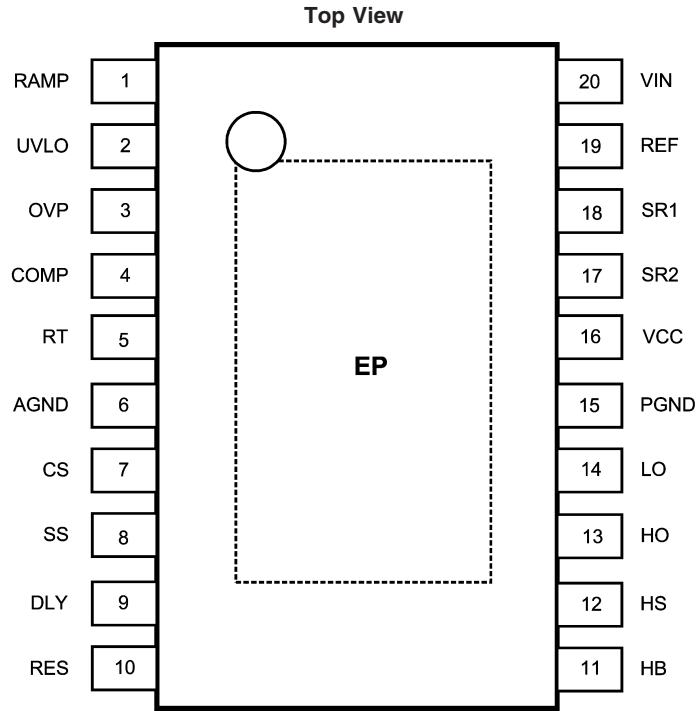 Top View
RAMP 1 20 VIN
UVLO 2 19 REF
OVP 3 18 SR1
COMP 4 17 SR2
RT 5 16 VCC
EP
AGND 6 15 PGND
CS 7 14 LO
SS 8 13 HO
DLY 9 12 HS
RES 10 11 HB